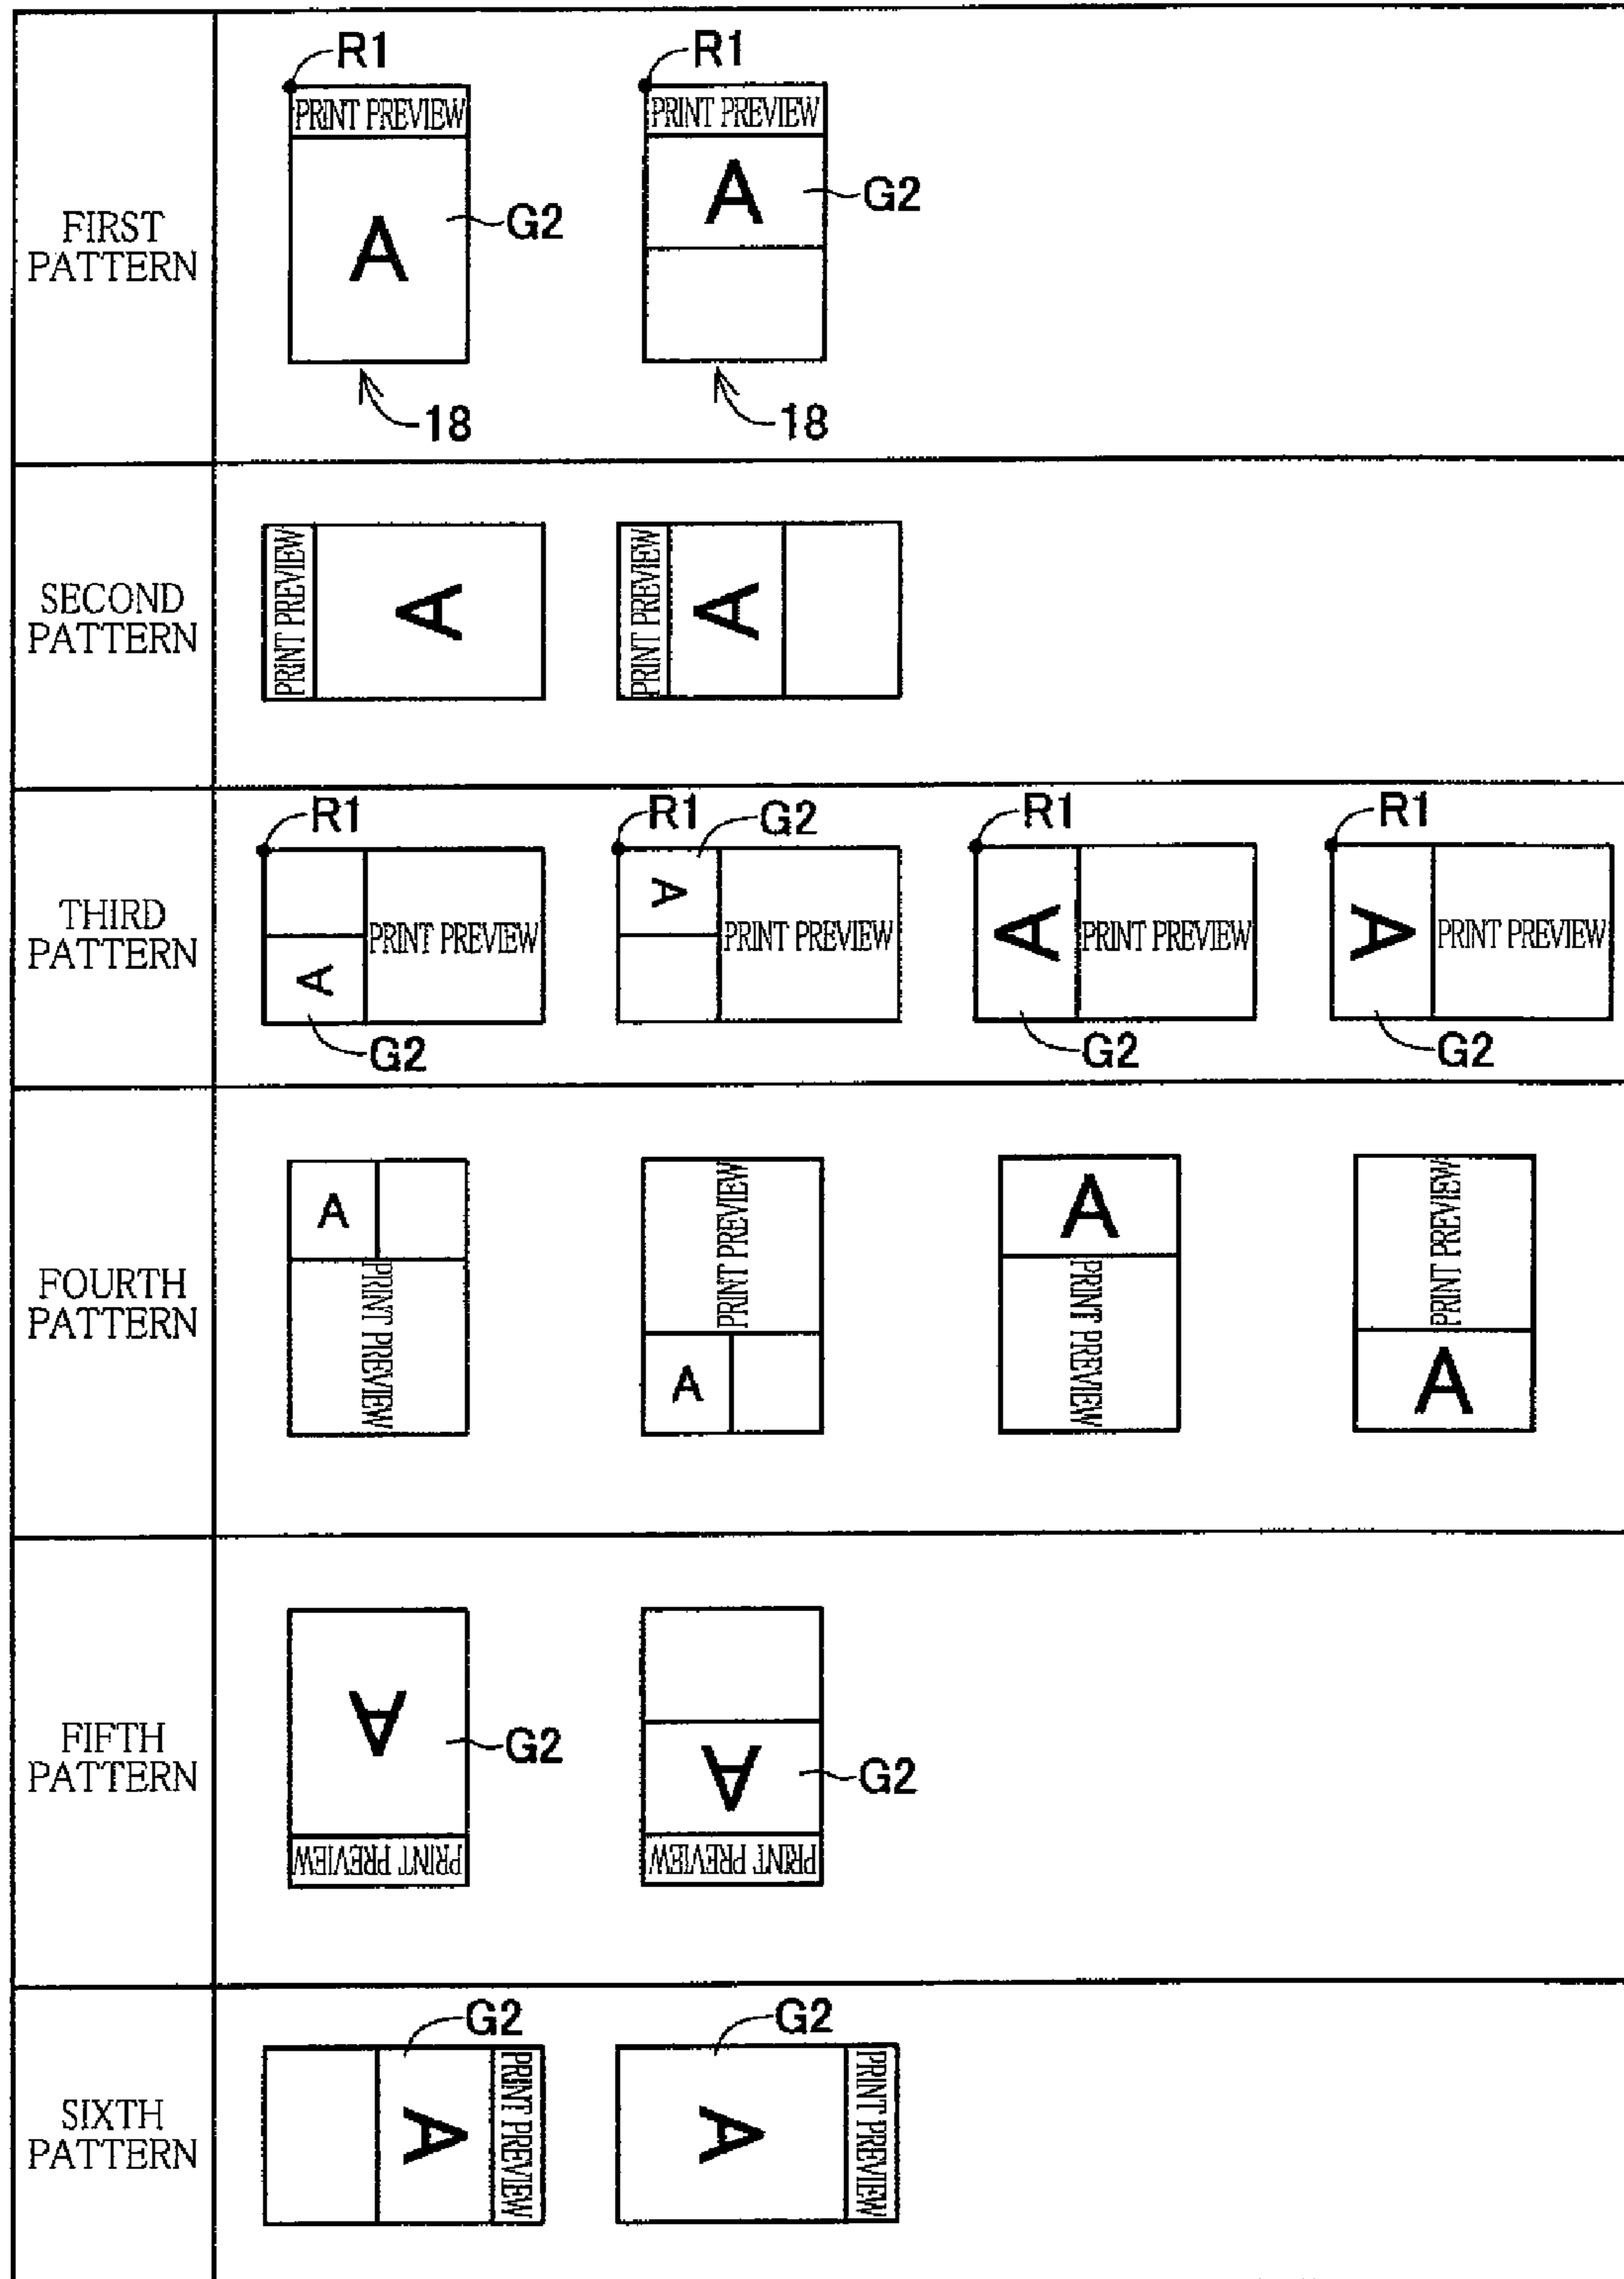 R1
R1
PRINT PREVIEW
PRINT PREVIEW
A
G2
A
G2
FIRST
PATTERN
18
18
SECOND
PATTERN
PRINT PREVIEW
A
PRINT PREVIEW
A
R1
R1
G2
R1
R1
THIRD
PATTERN
A
PRINT PREVIEW
A
PRINT PREVIEW
A
PRINT PREVIEW
A
PRINT PREVIEW
G2
G2
G2
FOURTH
PATTERN
A
PRINT PREVIEW
PRINT PREVIEW
A
A
PRINT PREVIEW
PRINT PREVIEW
A
FIFTH
PATTERN
A
G2
PRINT PREVIEW
A
G2
PRINT PREVIEW
SIXTH
PATTERN
G2
A
PRINT PREVIEW
G2
A
PRINT PREVIEW